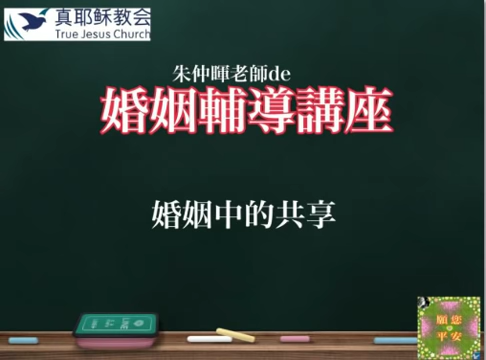 真耶稣教会
True Jesus Church
朱仲暉老師de
婚姻輔導講座
婚姻中的共享
願您
平安